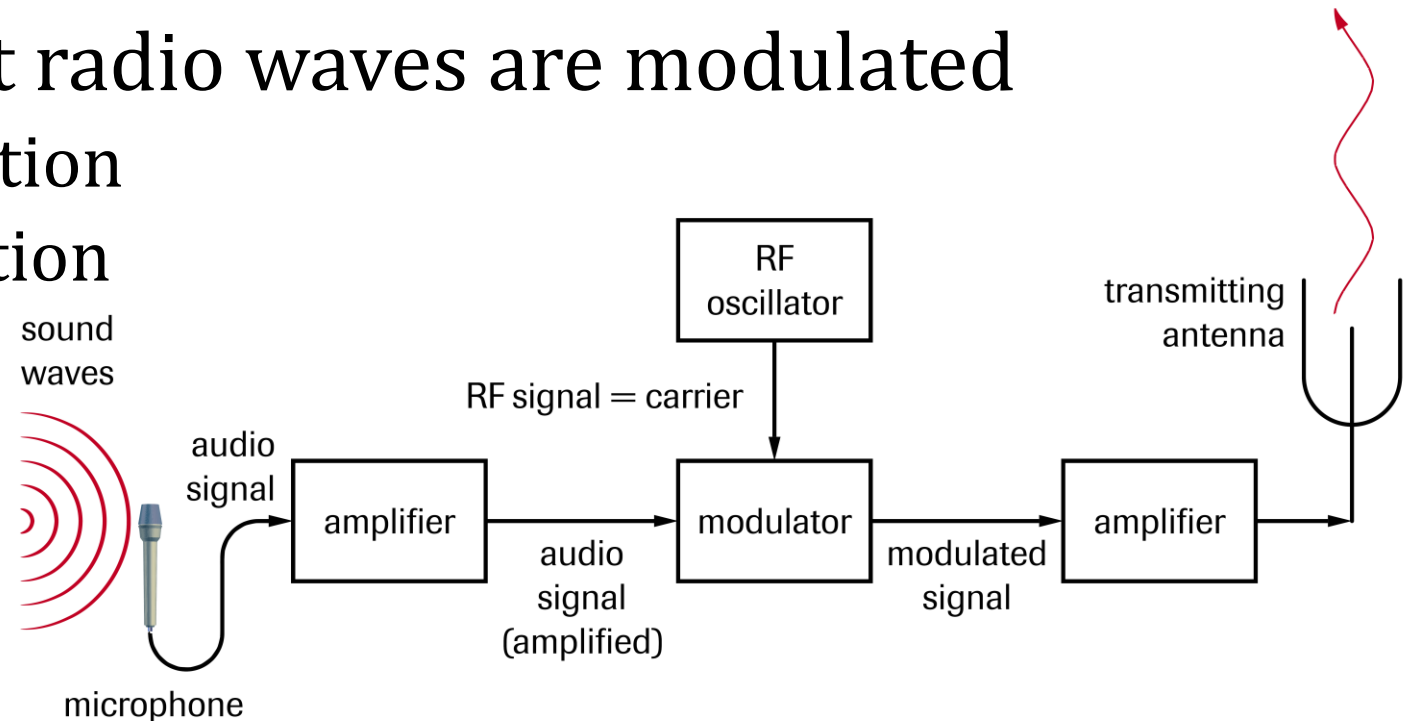 t radio waves are modulated
tion
tion
sound
waves
audio
signal
microphone
amplifier
audio
signal
(amplified)
RF
oscillator
RF signal = carrier
modulator
modulated
signal
amplifier
transmitting
antenna